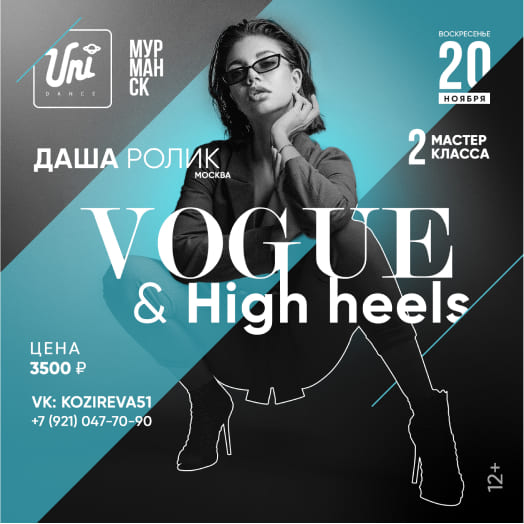 Uni
DANCE
МУР
МАН
СК
ВОСКРЕСЕНЬЕ
20
НОЯБРЯ
2 МАСТЕР
КЛАССА
ДАША РОЛИК
МОСКВА
VOGUE
& High heels
ЦЕНА
3500 ₽
VK: KOZIREVA51
+7 (921) 047-70-90
12+